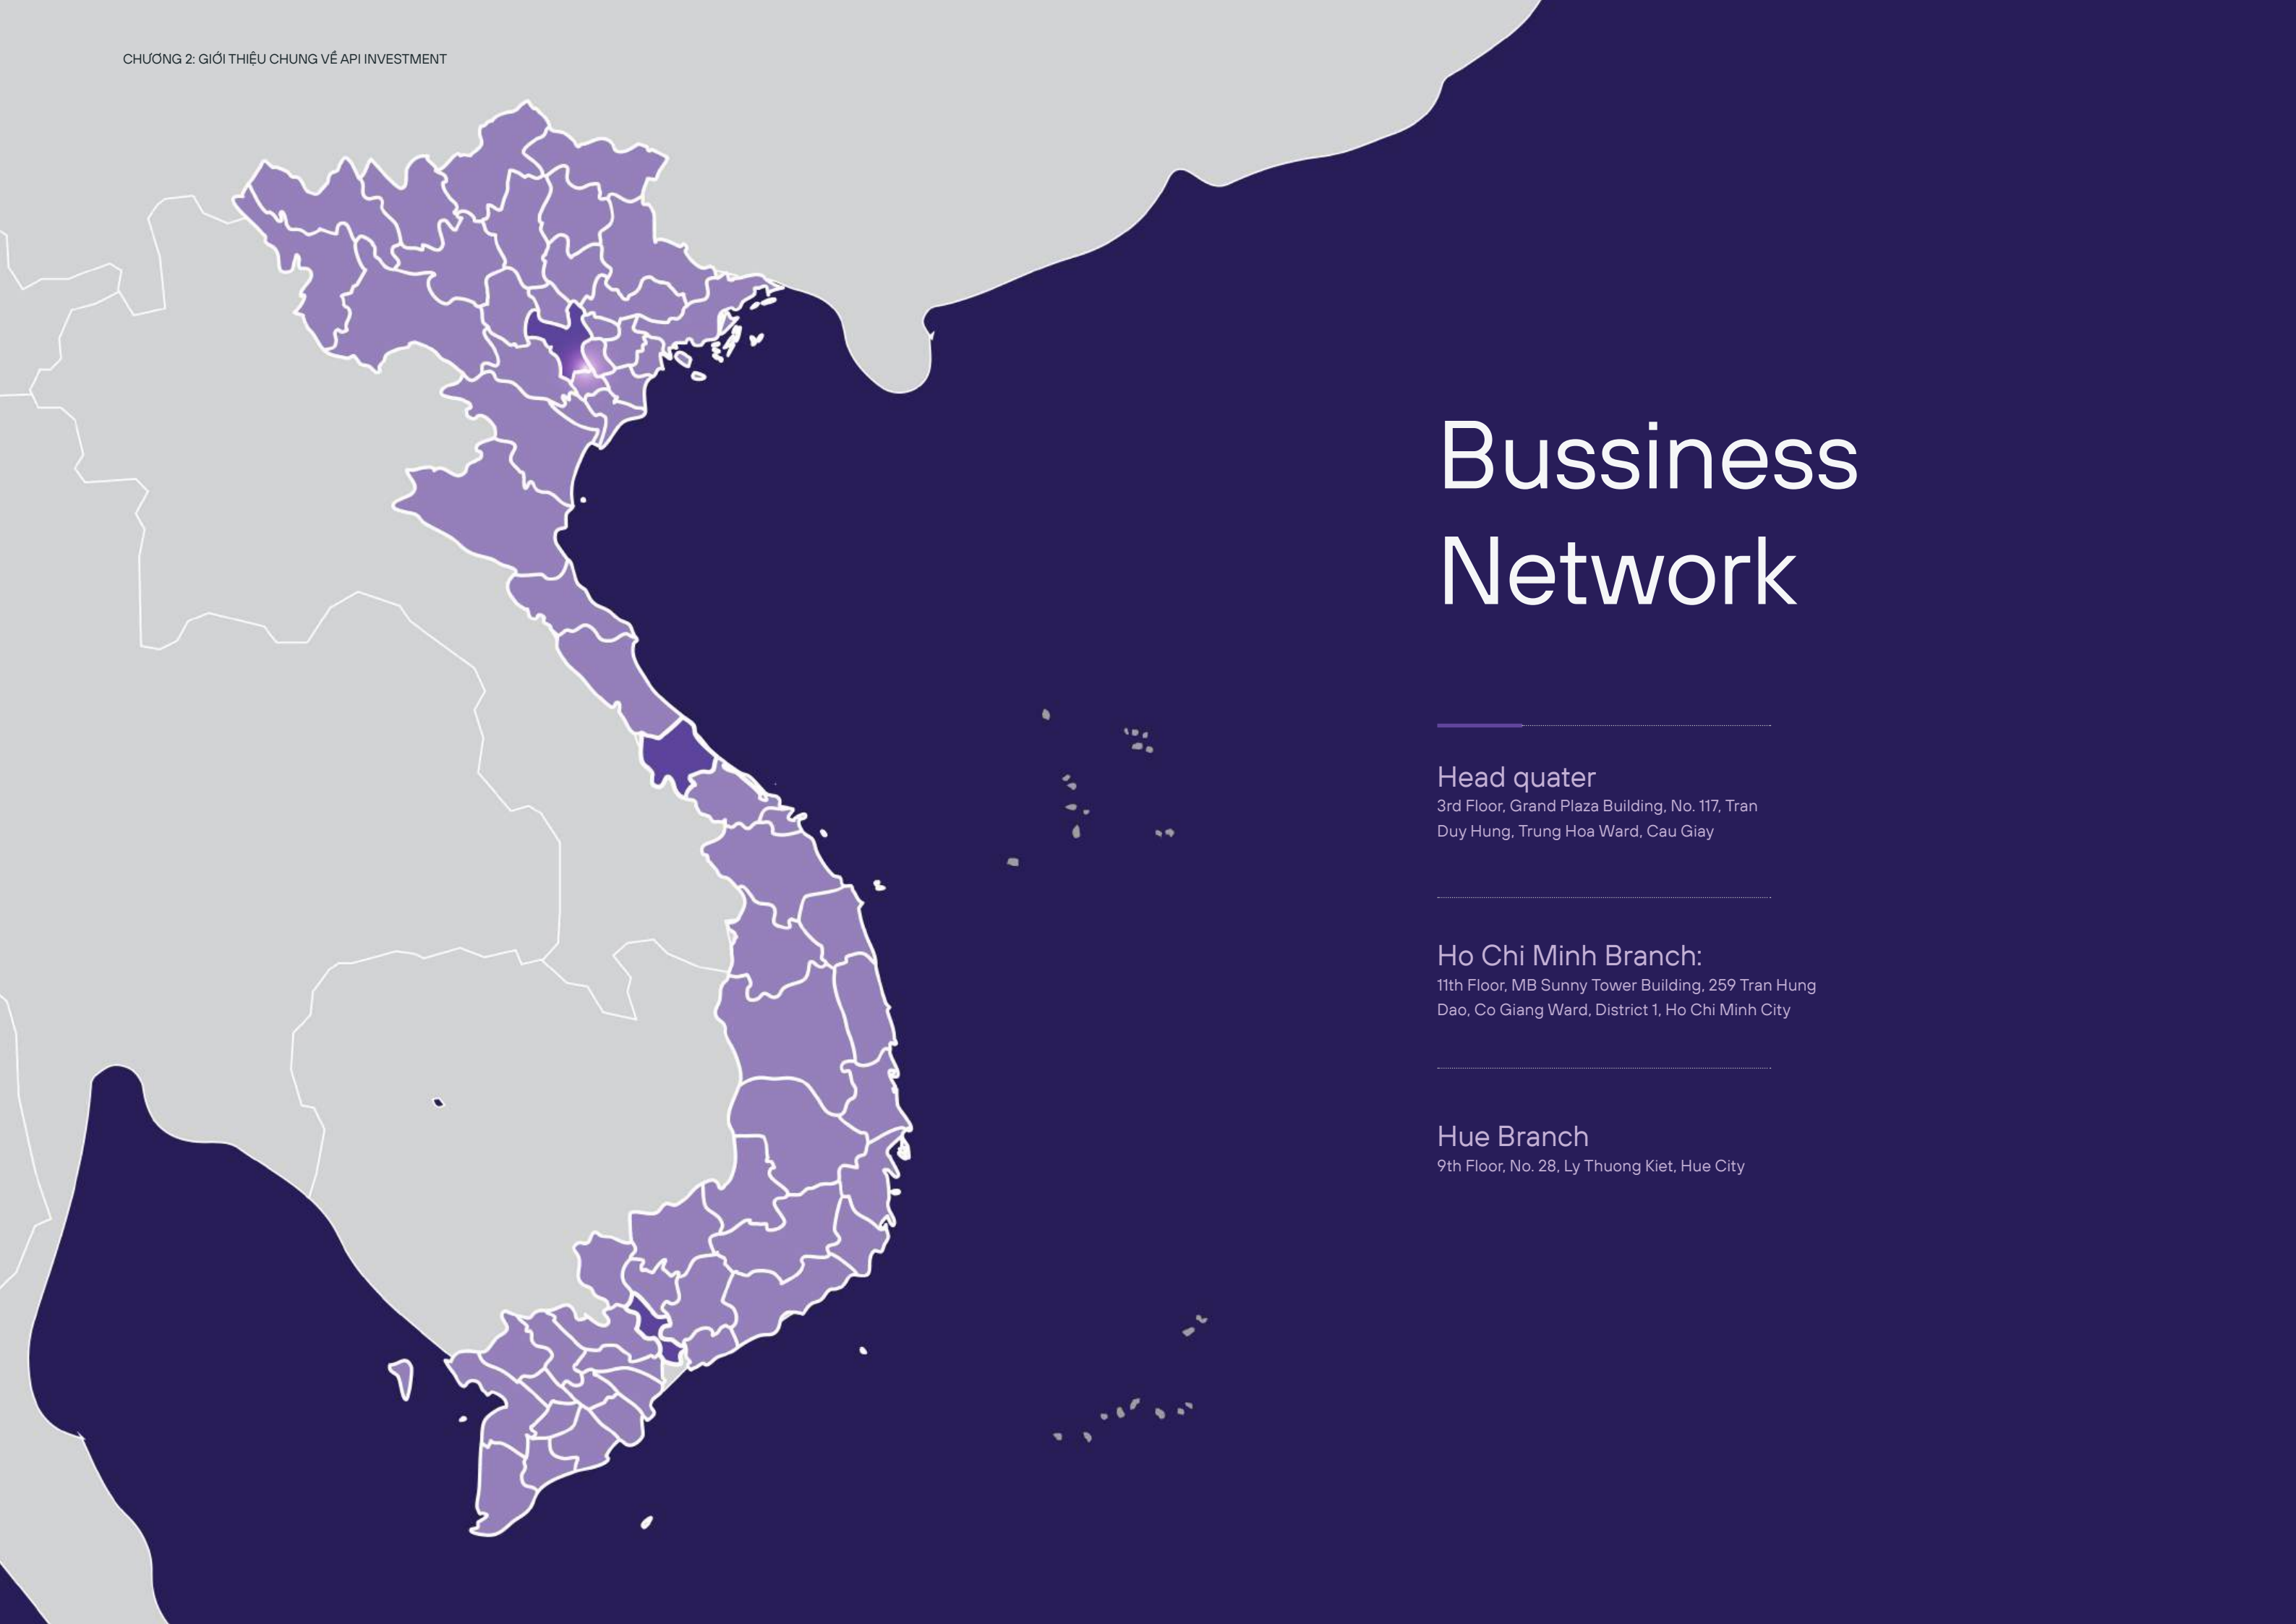 CHƯƠNG 2: GIỚI THIỆU CHUNG VỀ API INVESTMENT
Bussiness
Network
Head quater
3rd Floor, Grand Plaza Building, No. 117, Tran
Duy Hung, Trung Hoa Ward, Cau Giay
Ho Chi Minh Branch:
11th Floor, MB Sunny Tower Building, 259 Tran Hung
Dao, Co Giang Ward, District 1, Ho Chi Minh City
Hue Branch
9th Floor, No. 28, Ly Thuong Kiet, Hue City